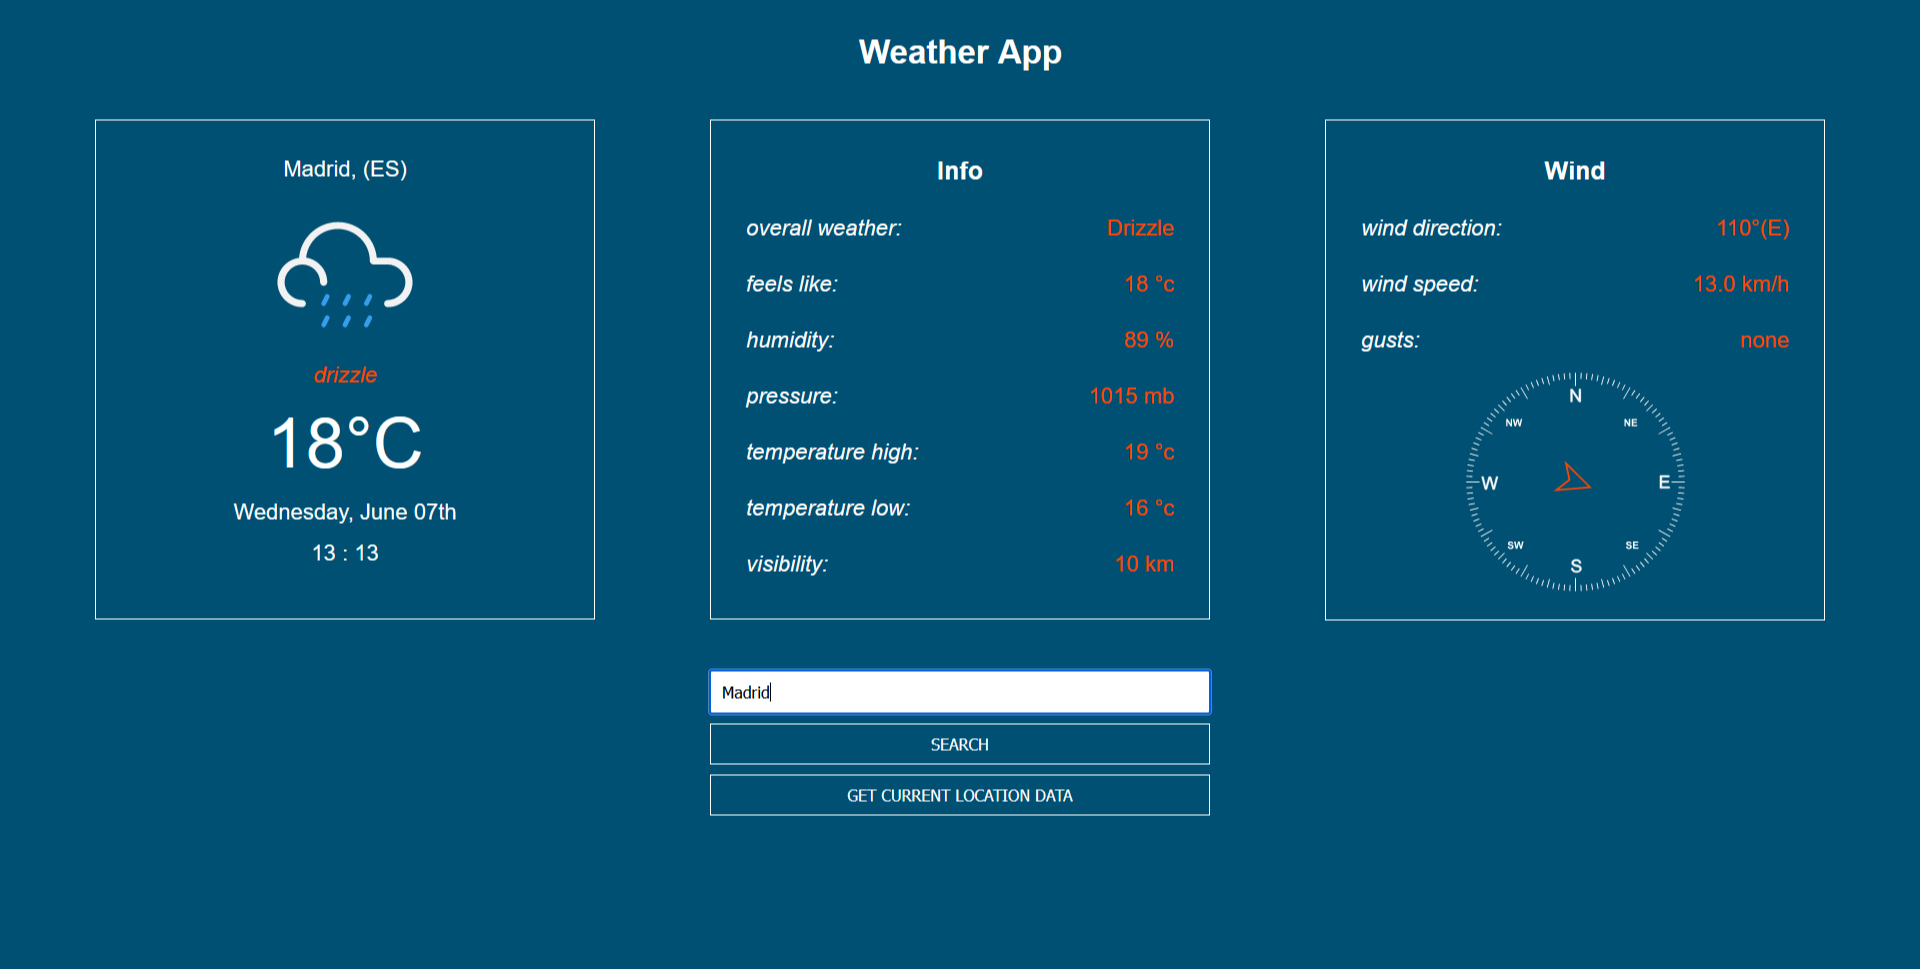 Weather App
Madrid, (ES)
drizzle
18°C
Wednesday, June 07th
13 : 13
Info
overall weather: Drizzle
feels like: 18 °c
humidity: 89 %
pressure: 1015 mb
temperature high: 19 °c
temperature low: 16 °c
visibility: 10 km
Wind
wind direction: 110°(E)
wind speed: 13.0 km/h
gusts: none
N
NW NE
W E
SW SE
S
Madrid
SEARCH
GET CURRENT LOCATION DATA